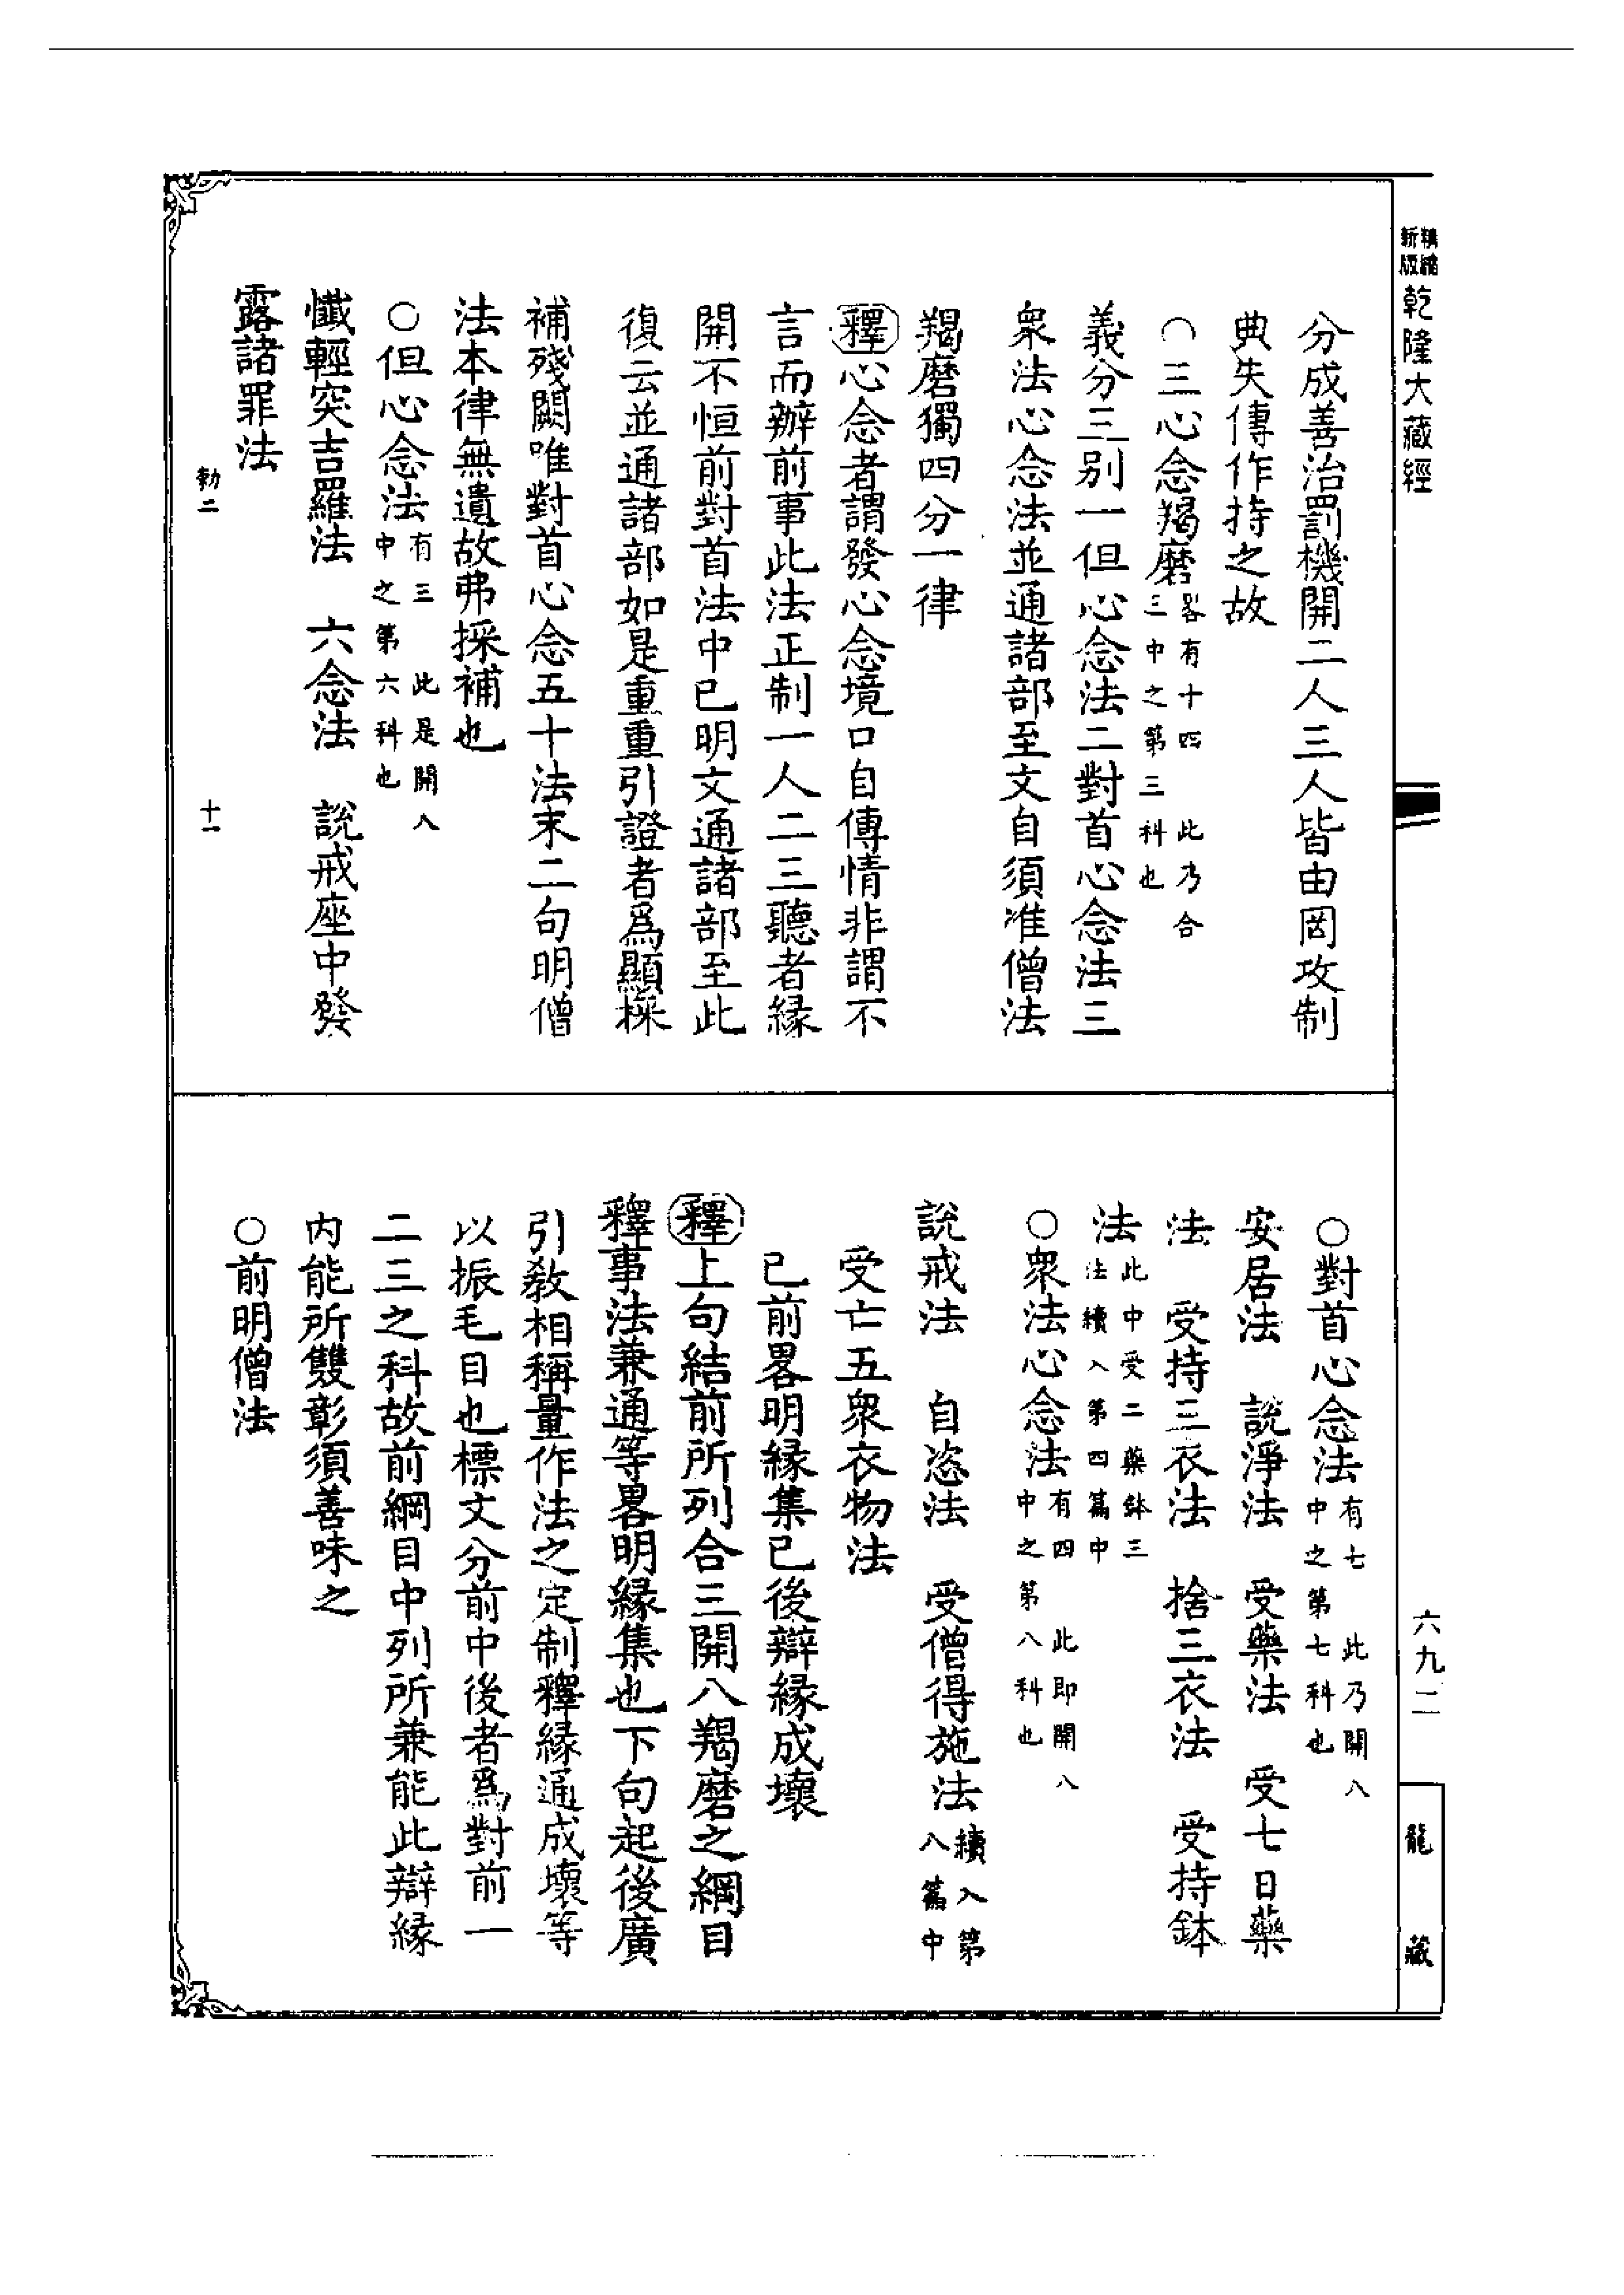 精縮新版乾隆大藏經
分成善治罰機開二人三人皆由固攻制
典失傳作持之故
○三心念羯磨畧有十四 此乃合三中之第三科也
義分三别一但心念法二對首心念法三
眾法心念法並通諸部至文自須准僧法
羯磨獨四分一律
釋心念者謂發心念境口自傳情非謂不
言而辦前事此法正制一人二三聽者緣
開不恒前對首法中已明文通諸部至此
復云並通諸部如是重重引證者爲顯採
補殘闕唯對首心念五十法末二句明僧
法本律無遺故弗採補也
○但心念法有三 此是開八中之第六科也
懺輕突吉羅法 六念法 說戒座中發
露諸罪法
勒二 十一
○對首心念法有七 此乃開八中之第七科也
安居法 說淨法 受藥法 受七日藥
法 受持三衣法 捨三衣法 受持鉢
法此中受二藥鉢三法續入第四篇中
○眾法心念法有四 此即開八中之第八科也
說戒法 自恣法 受僧得施法續入第八篇中
受亡五眾衣物法
已前畧明緣集已後辯緣成壞
釋上句結前所列合三開八羯磨之綱目
釋事法兼通等畧明緣集也下句起後廣
引教相稱量作法之定制釋緣通成壞等
以振毛目也標文分前中後者爲對前一
二三之科故前綱目中列所兼能此辯緣
内能所雙彰須善味之
○前明僧法
六九二
龍藏